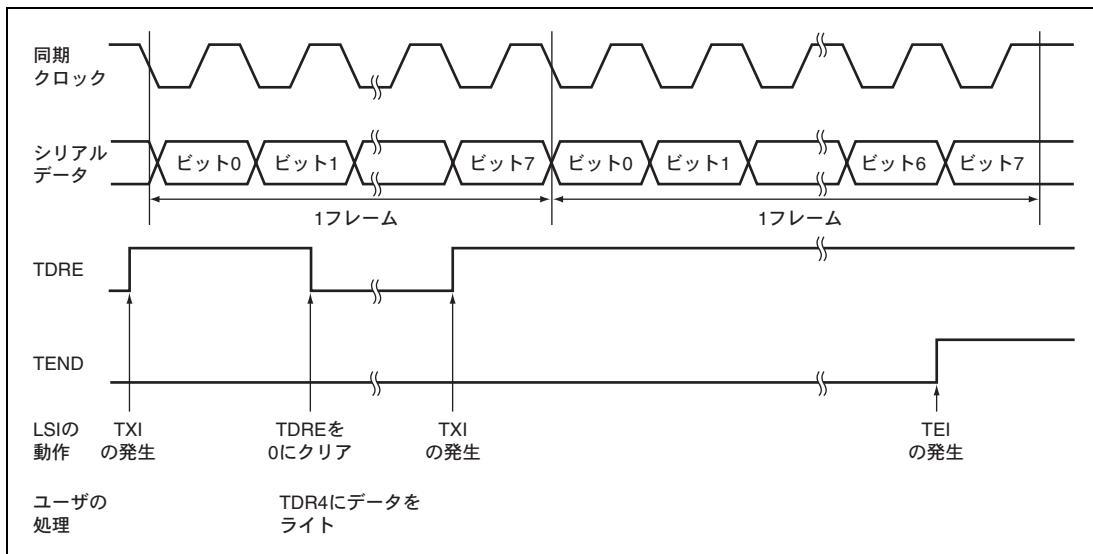 同期
クロック
シリアル
データ
ビット0
ビット1
ビット7
ビット0
ビット1
ビット6
ビット7
1フレーム
1フレーム
TDRE
TEND
LSIの
動作
TXI
の発生
TDREを
0にクリア
TXI
の発生
TEI
の発生
ユーザの
処理
TDR4にデータを
ライト